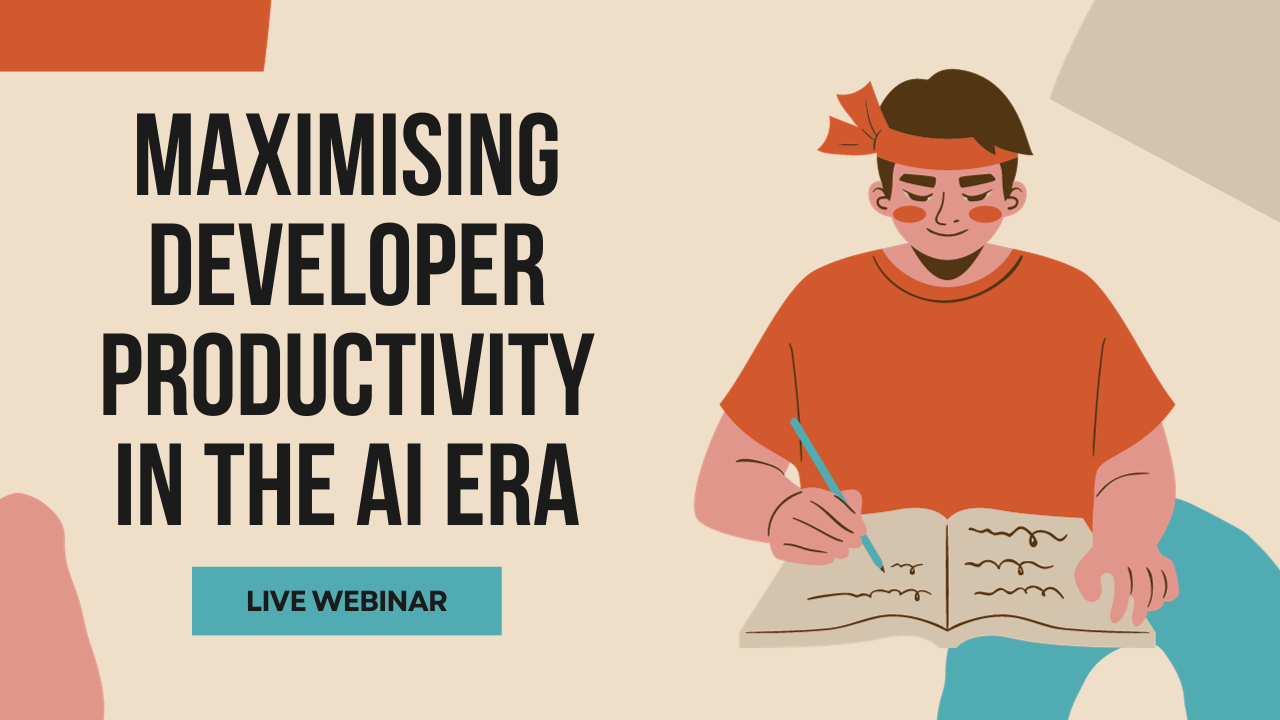 MAXIMISING
DEVELOPER
PRODUCTIVITY
IN THE AI ERA
LIVE WEBINAR